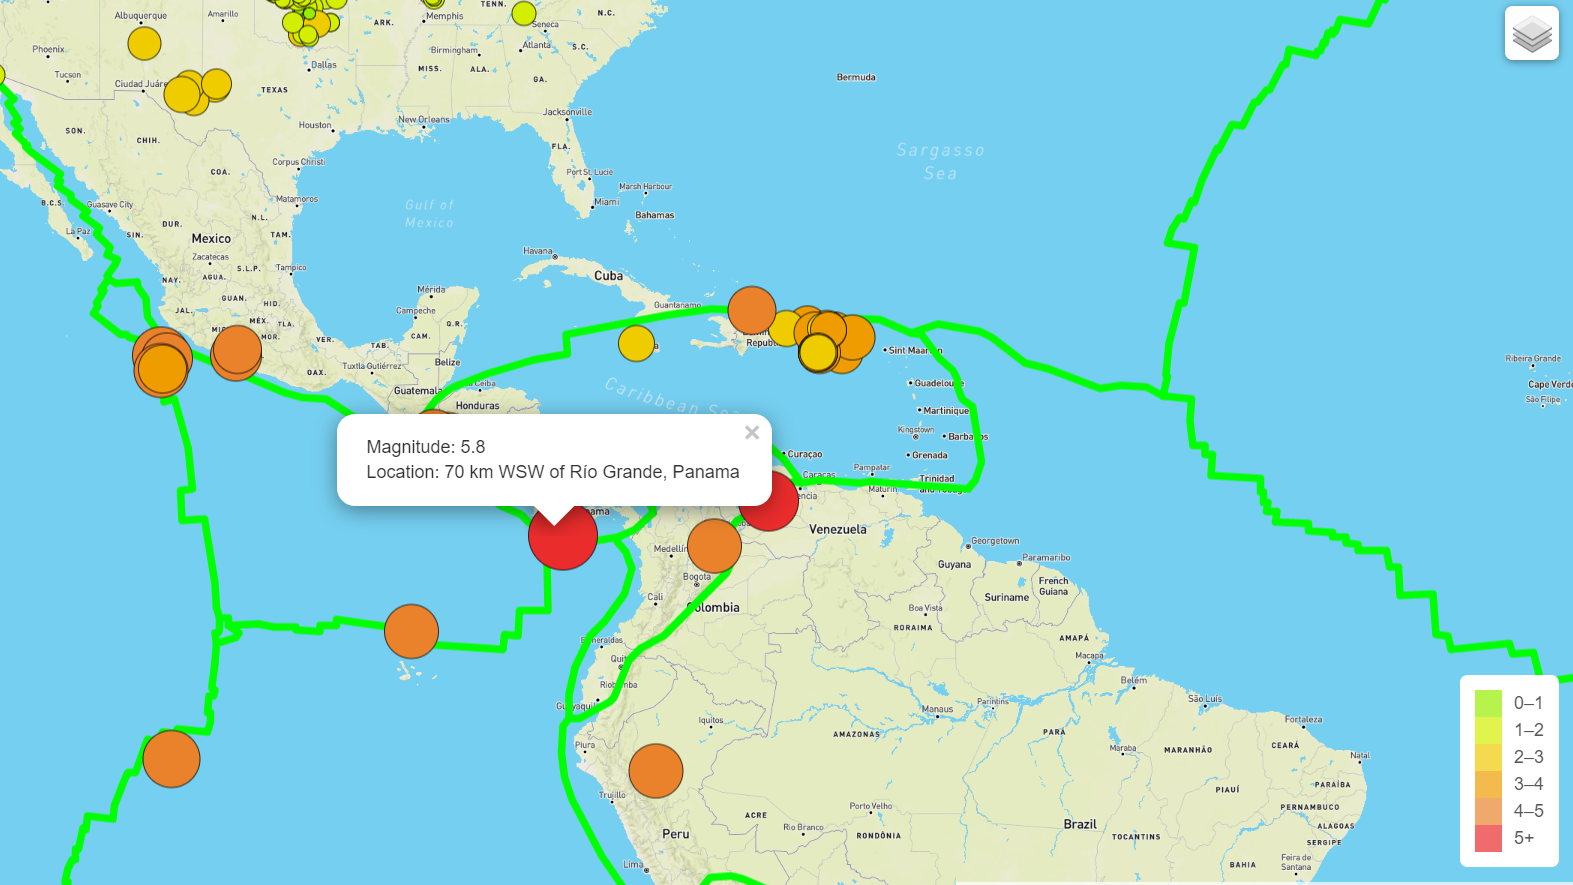 Albuquerque
Amarillo
Memphis
TENN.
N.C.
ARK.
Seneca
Phoenix
Birmingham
Atlanta
S.C.
Tucson
Dallas
MISS.
ALA.
GA.
Bermuda
Ciudad Juár
TEXAS
Jacksonville
SON.
CHIH.
Houston
New Orleans
FLA.
Sargasso
Sea
COA.
Corpus Christi
Port St. Lucie
Marsh Harbour
B.C.S.
Guasave City
Matamoros
Gulf of
Mexico
Miami
Bahamas
La Paz
SIN.
DUR.
N.L.
TAM.
Mexico
Zacatecas
Havana
NAY.
AGUA.
S.L.P.
Tampico
Cuba
GUAN.
HID.
Mérida
Guantanamo
JAL.
MÉX.
TLA.
Campeche
Q.R.
MOR.
VER.
CAM.
TAB.
Republ
Sint Maarten
OAX.
Tuxtla Gutiérrez
Belize
Ribeira Grande
Guatemala
Ceiba
Guadeloupe
Cape Verde
Honduras
Caribbean Sea
Martinique
São Filipe
Kingstown
Barbados
Magnitude: 5.8
×
Location: 70 km WSW of Río Grande, Panama
Curaçao
Grenada
Caracas
Pampatar
encia
Maturín
Trinidad
and Tobago
nama
Venezuela
Medellín
Georgetown
Paramaribo
Bogota
Guyana
French
Guiana
Cali
Colombia
Suriname
Boa Vista
RORAIMA
AMAPÁ
Esmeraldas
Quit
Macapa
Riobamba
Belém
Guayaquil
Iquitos
Manaus
Parintins
São Luís
Fortaleza
AMAZONAS
PARÁ
Piura
Maraba
MARANHÃO
CEARÁ
Natal
Trujillo
PIAUÍ
PARAÍBA
ACRE
Porto Velho
PERNAMBUCO
Peru
Rio Branco
RONDÔNIA
Brazil
TOCANTINS
ALAGOAS
SERGIPE
Lima
BAHIA
Feira de
Santana
0–1
1–2
2–3
3–4
4–5
5+